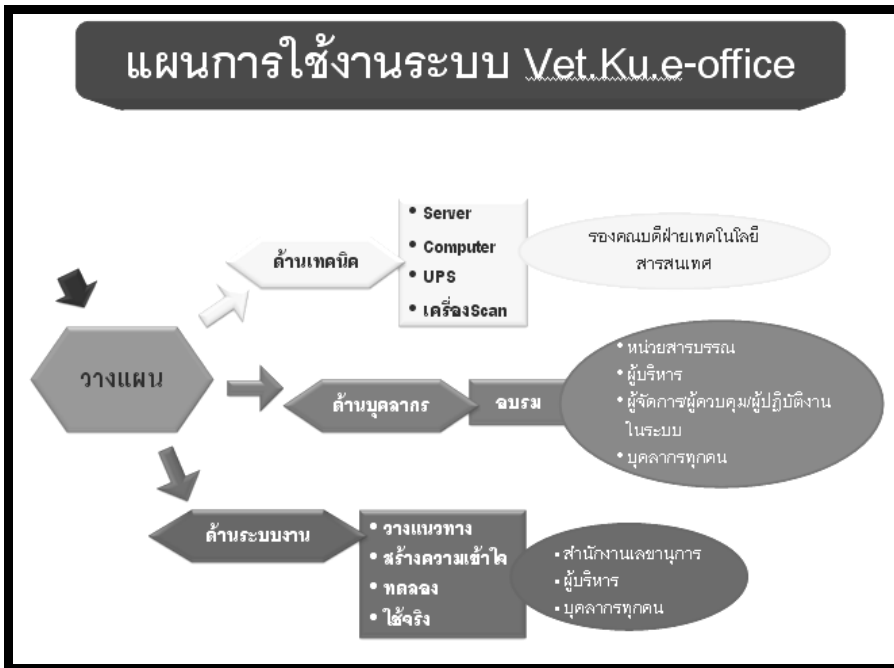 แผนการใช้งานระบบ Vet.Ku.e-office
• Server
• Computer
• UPS
• เครื่องScan
ด้านเทคนิค
รองคณบดีฝ่ายเทคโนโลยี
สารสนเทศ
วางแผน
ด้านบุคลากร
อบรม
• หน่วยสารบรรณ
• ผู้บริหาร
• ผู้จัดการ/ผู้ควบคุม/ผู้ปฏิบัติงาน
ในระบบ
• บุคลากรทุกคน
ด้านระบบงาน
• วางแนวทาง
• สร้างความเข้าใจ
• ทดลอง
• ใช้จริง
▪ สำนักงานเลขานุการ
▪ ผู้บริหาร
▪ บุคลากรทุกคน